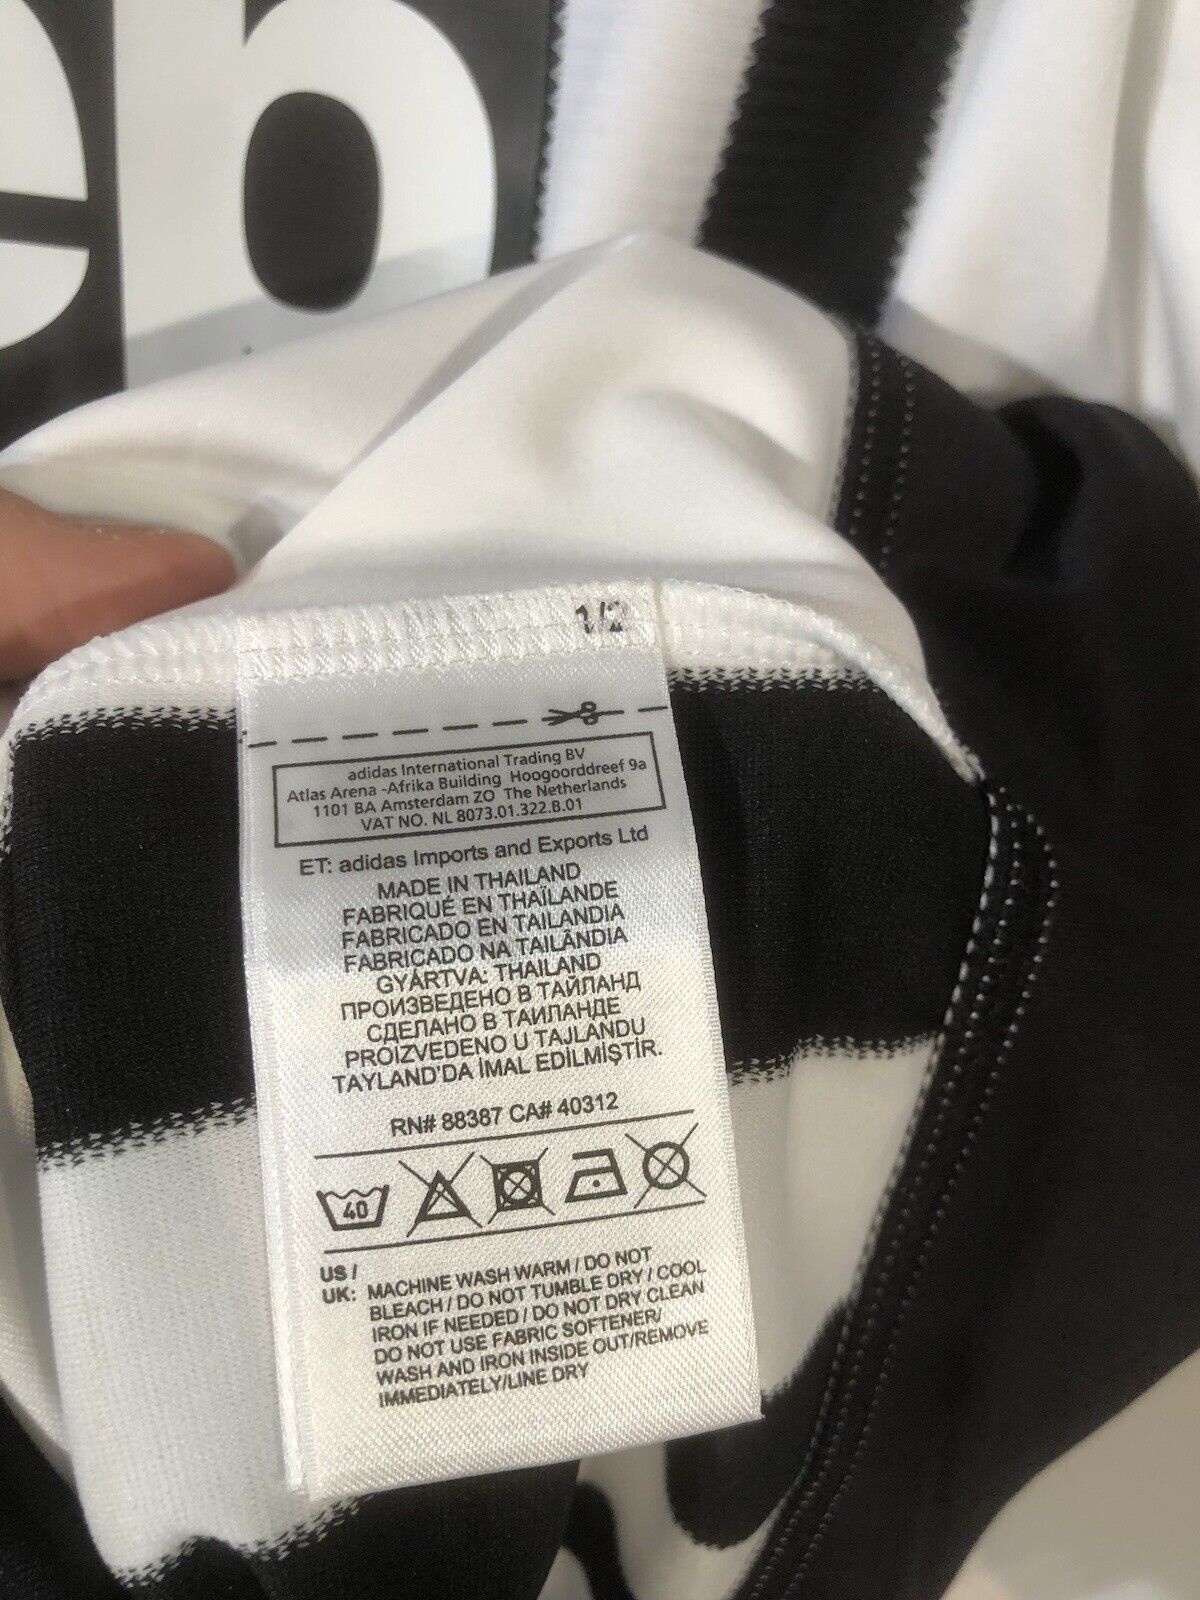 eb
1/2
adidas International Trading BV
Atlas Arena -Afrika Building Hoogoorddreef 9a
1101 BA Amsterdam ZO The Netherlands
VAT NO. NL 8073.01.322.B.01
ET: adidas Imports and Exports Ltd
MADE IN THAILAND
FABRIQUÉ EN THAÏLANDE
FABRICADO EN TAILANDIA
FABRICADO NA TAILÂNDIA
GYÁRTVA: THAILAND
ПРОИЗВЕДЕНО В ТАЙЛАНД
СДЕЛАНО В ТАИЛАНДЕ
PROIZVEDENO U TAJLANDU
TAYLAND'DA İMAL EDİLMİŞTİR.
RN# 88387 CA# 40312
40
US /
UK: MACHINE WASH WARM / DO NOT
BLEACH / DO NOT TUMBLE DRY / COOL
IRON IF NEEDED / DO NOT DRY CLEAN
DO NOT USE FABRIC SOFTENER/
WASH AND IRON INSIDE OUT/REMOVE
IMMEDIATELY/LINE DRY